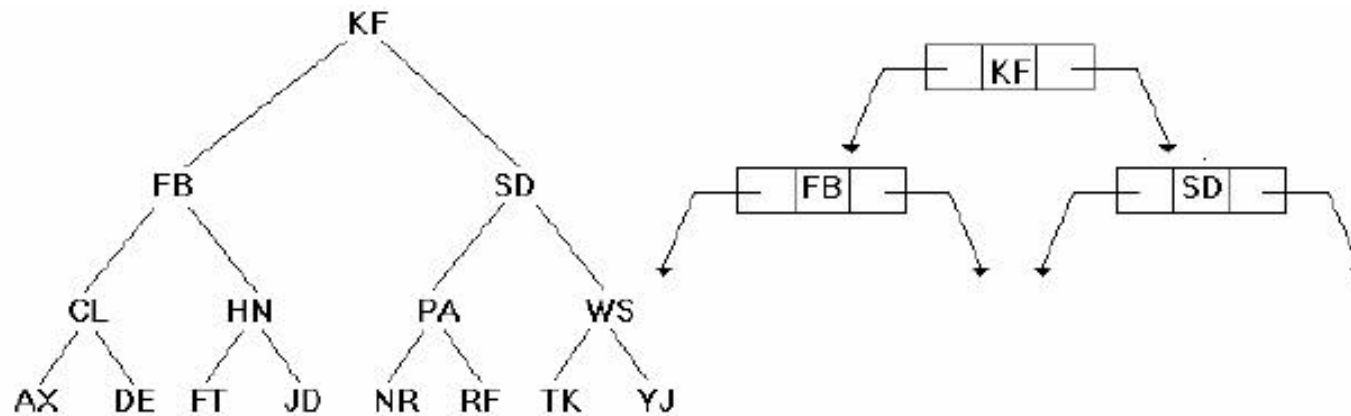 KF
KF
FB SD FB SD
CL HN PA WS
AX DE FT JD NR RF TK YJ